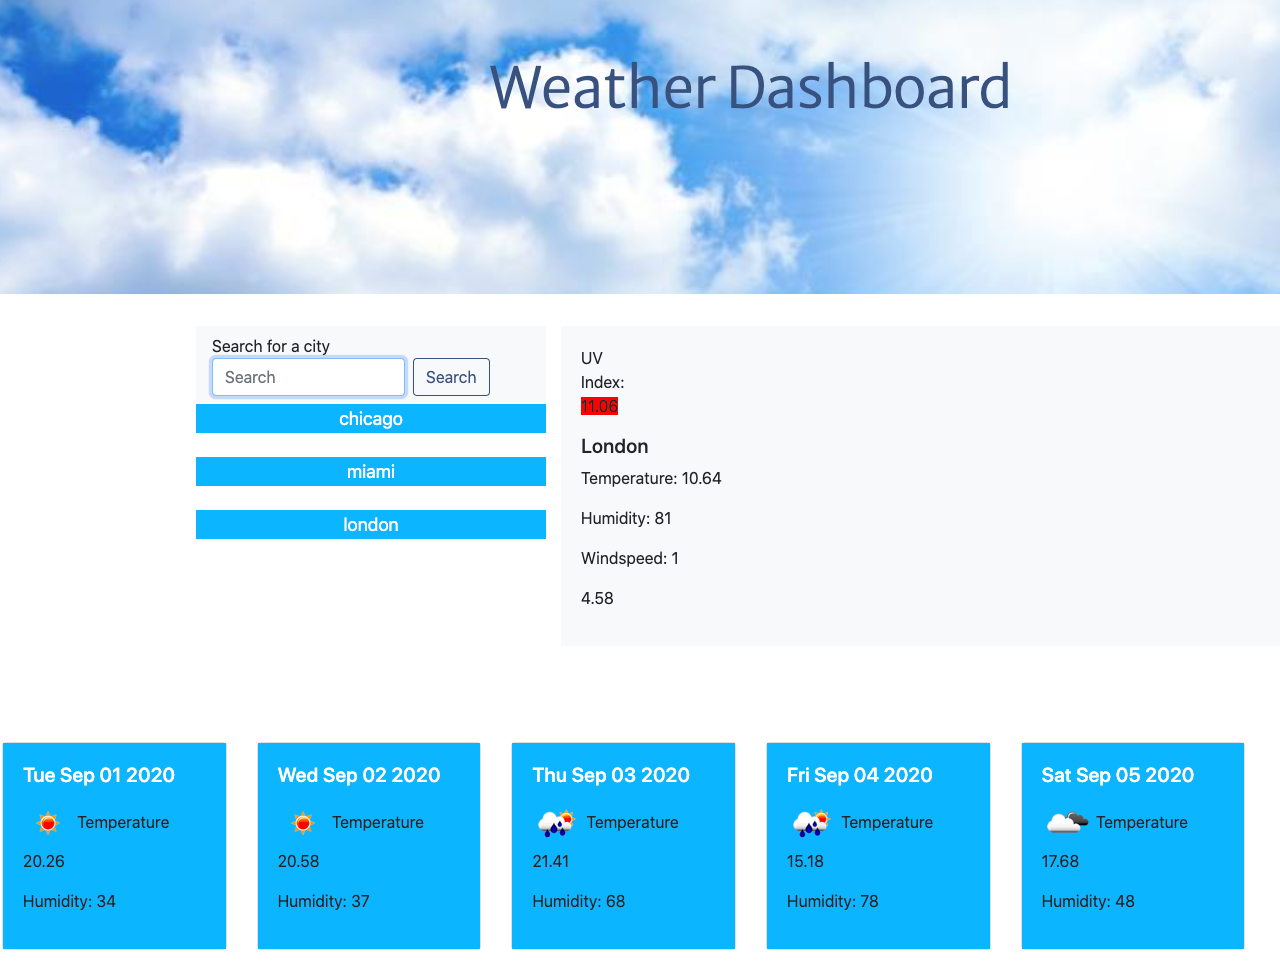 Weather Dashboard
Search for a city
Search
Search
chicago
miami
london
UV
Index:
11.06
London
Temperature: 10.64
Humidity: 81
Windspeed: 1
4.58
Tue Sep 01 2020
Temperature
20.26
Humidity: 34
Wed Sep 02 2020
Temperature
20.58
Humidity: 37
Thu Sep 03 2020
Temperature
21.41
Humidity: 68
Fri Sep 04 2020
Temperature
15.18
Humidity: 78
Sat Sep 05 2020
Temperature
17.68
Humidity: 48